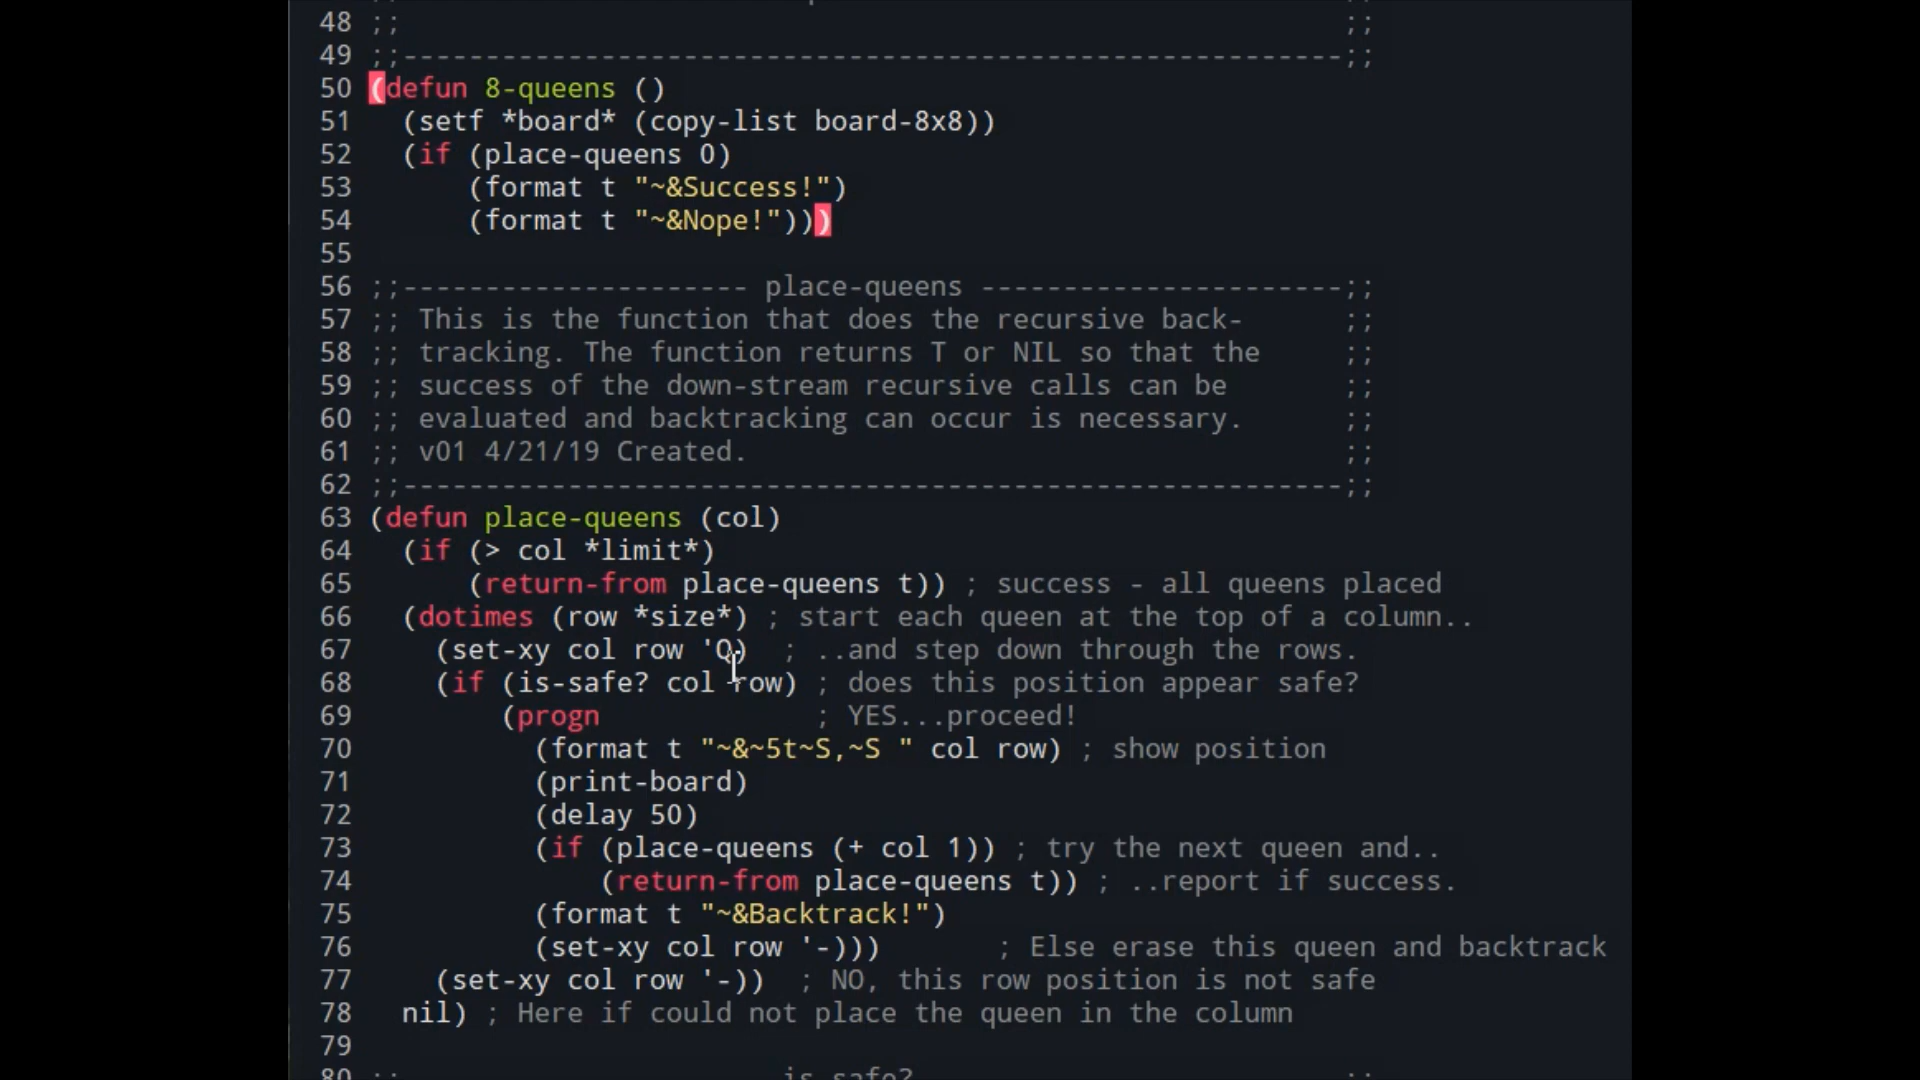 48 ;; ;;
49 ;;---------------------------------------------------------;;
50 (defun 8-queens ()
51   (setf *board* (copy-list board-8x8))
52   (if (place-queens 0)
53       (format t "~&Success!")
54       (format t "~&Nope!")))
55
56 ;;--------------------- place-queens ----------------------;;
57 ;; This is the function that does the recursive back-      ;;
58 ;; tracking. The function returns T or NIL so that the     ;;
59 ;; success of the down-stream recursive calls can be       ;;
60 ;; evaluated and backtracking can occur is necessary.      ;;
61 ;; v01 4/21/19 Created.                                    ;;
62 ;;---------------------------------------------------------;;
63 (defun place-queens (col)
64   (if (> col *limit*)
65       (return-from place-queens t)) ; success - all queens placed
66   (dotimes (row *size*) ; start each queen at the top of a column..
67     (set-xy col row 'Q)  ; ..and step down through the rows.
68     (if (is-safe? col row) ; does this position appear safe?
69         (progn             ; YES...proceed!
70           (format t "~&~5t~S,~S " col row) ; show position
71           (print-board)
72           (delay 50)
73           (if (place-queens (+ col 1)) ; try the next queen and..
74               (return-from place-queens t)) ; ..report if success.
75           (format t "~&Backtrack!")
76           (set-xy col row '-)))       ; Else erase this queen and backtrack
77     (set-xy col row '-))  ; NO, this row position is not safe
78   nil) ; Here if could not place the queen in the column
79
80 ;; is-safe? ;;